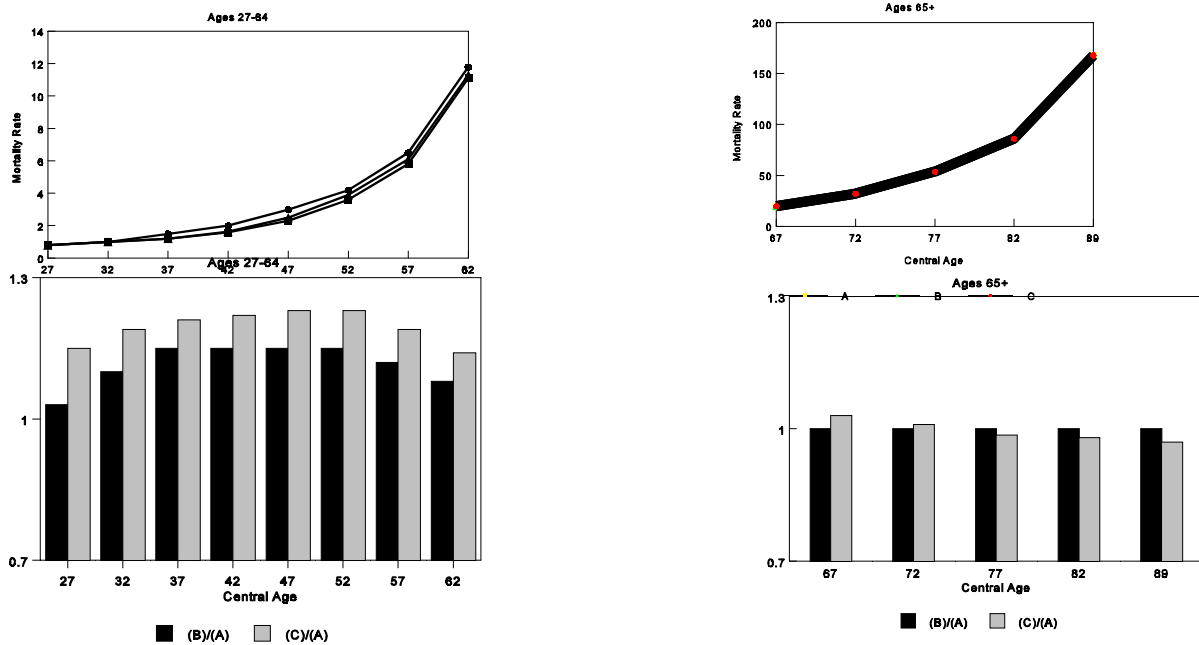 Ages 27-64
14
12
10
8
6
4
2
0
Mortality Rate
27 32 37 42 47 52 57 62
Ages 27-64
1.3
1
0.7
27 32 37 42 47 52 57 62
Central Age
(B)/(A) (C)/(A)
Ages 65+
200
150
100
50
0
Mortality Rate
67 72 77 82 89
Central Age
Ages 65+
A B C
1.3
1
0.7
67 72 77 82 89
Central Age
(B)/(A) (C)/(A)